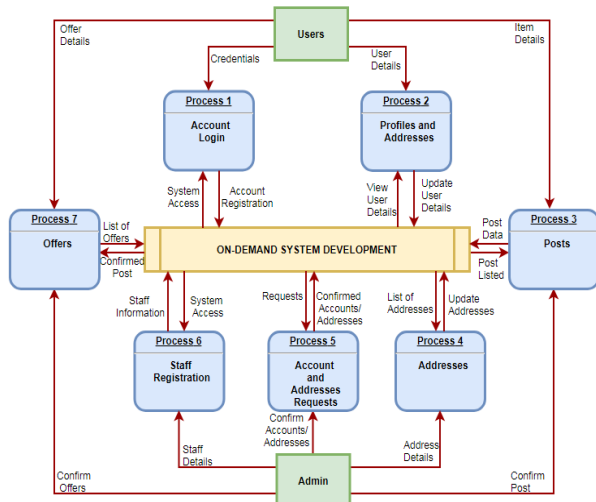 Offer
Details
Users
Item
Details
Credentials
User
Details
Process 1
Account
Login
Process 2
Profiles and
Addresses
System
Access
Account
Registration
View
User
Details
Update
User
Details
Process 7
Offers
List of
Offers
Confirmed
Post
ON-DEMAND SYSTEM DEVELOPMENT
Post
Data
Post
Listed
Process 3
Posts
Staff
Information
System
Access
Requests
Confirmed
Accounts/
Addresses
List of
Addresses
Update
Addresses
Process 6
Staff
Registration
Process 5
Account
and
Addresses
Requests
Process 4
Addresses
Staff
Details
Confirm
Accounts/
Addresses
Address
Details
Confirm
Offers
Admin
Confirm
Post